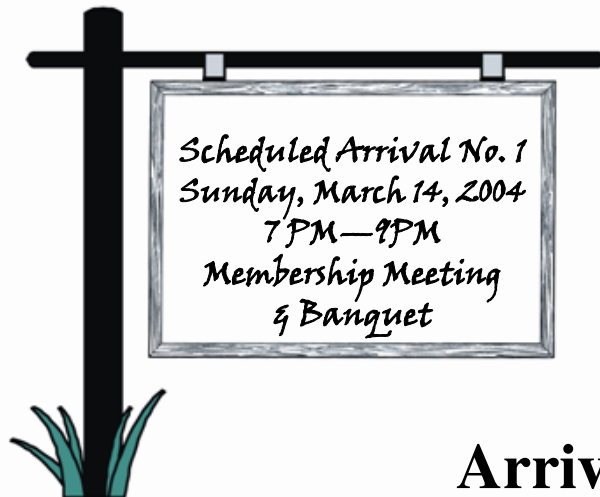 Scheduled Arrival No. 1
Sunday, March 14, 2004
7 PM—9PM
Membership Meeting
& Banquet
Arriv